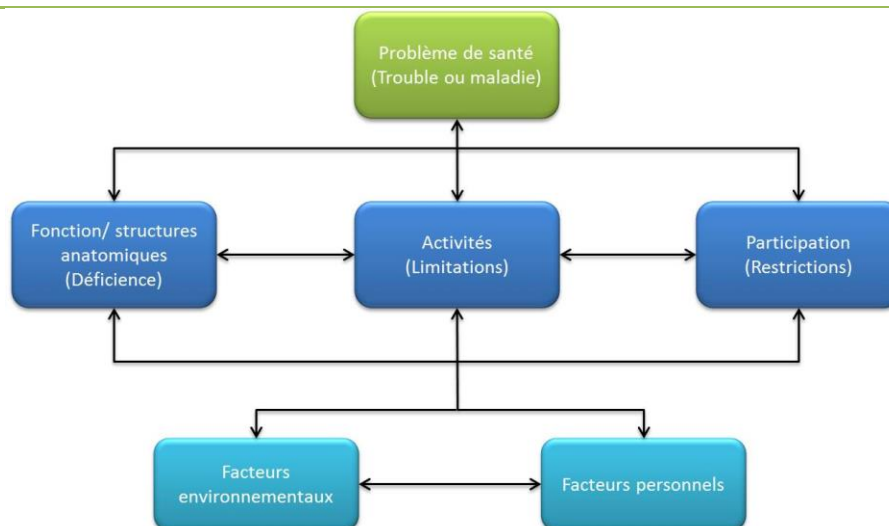 Problème de santé
(Trouble ou maladie)
Fonction/ structures
anatomiques
(Déficience)
Activités
(Limitations)
Participation
(Restrictions)
Facteurs
environnementaux
Facteurs personnels